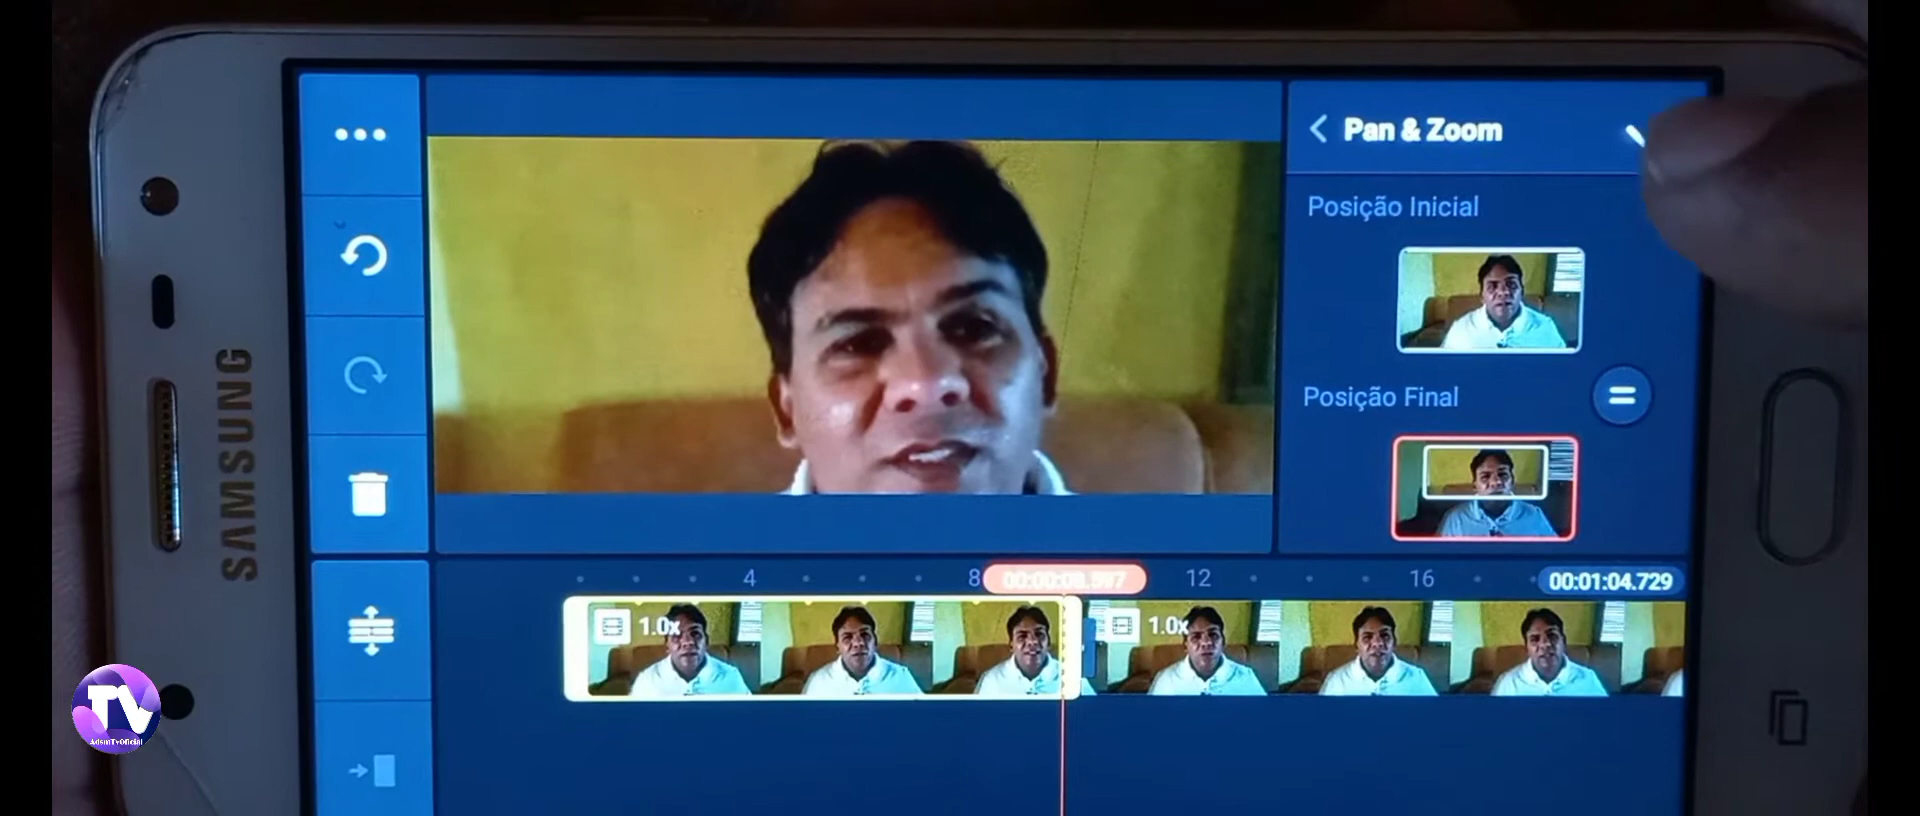 Pan & Zoom
Posição Inicial
Posição Final
SAMSUNG
4
8
12
16
00:01:04.729
1.0x
1.0x
TV
AdsmTvOficial